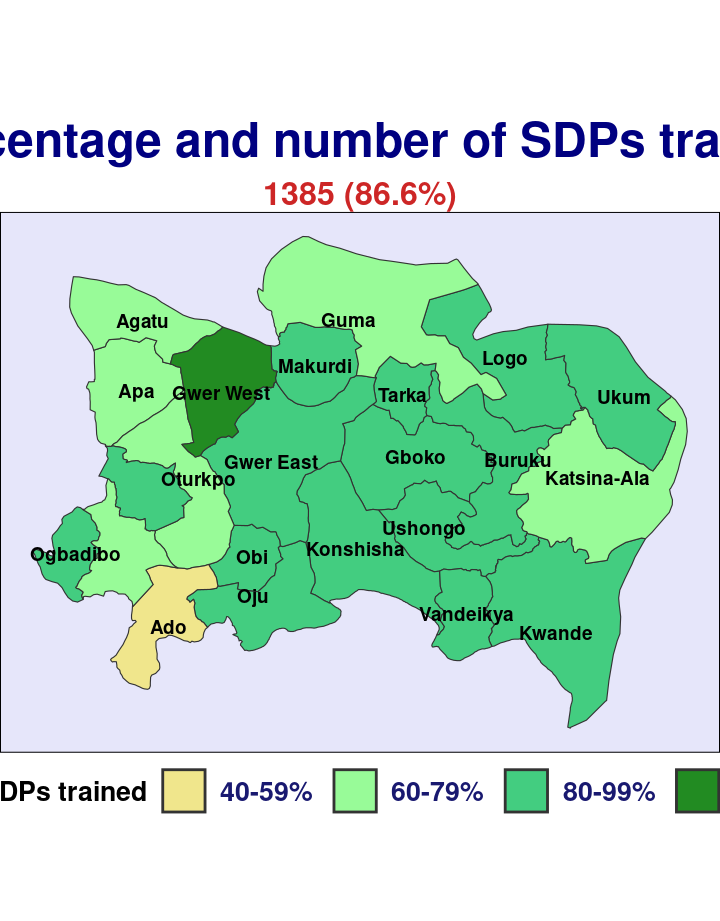 centage and number of SDPs tra
1385 (86.6%)
Agatu
Guma
Logo
Makurdi
Apa
Gwer West
Tarka
Ukum
Gboko
Buruku
Gwer East
Oturkpo
Katsina-Ala
Ushongo
Ogbadibo
Obi
Konshisha
Oju
Vandeikya
Ado
Kwande
DPs trained 40-59% 60-79% 80-99%